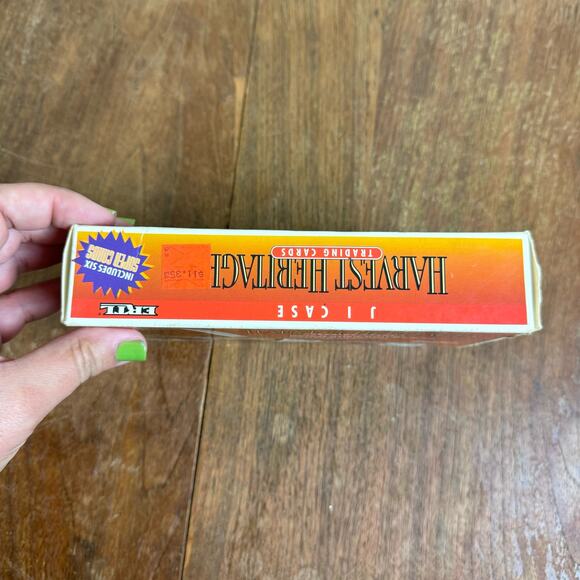 J I CASE
HARVEST HERITAGE
TRADING CARDS
ERTL
INCLUDES SIX
SUPER CARDS